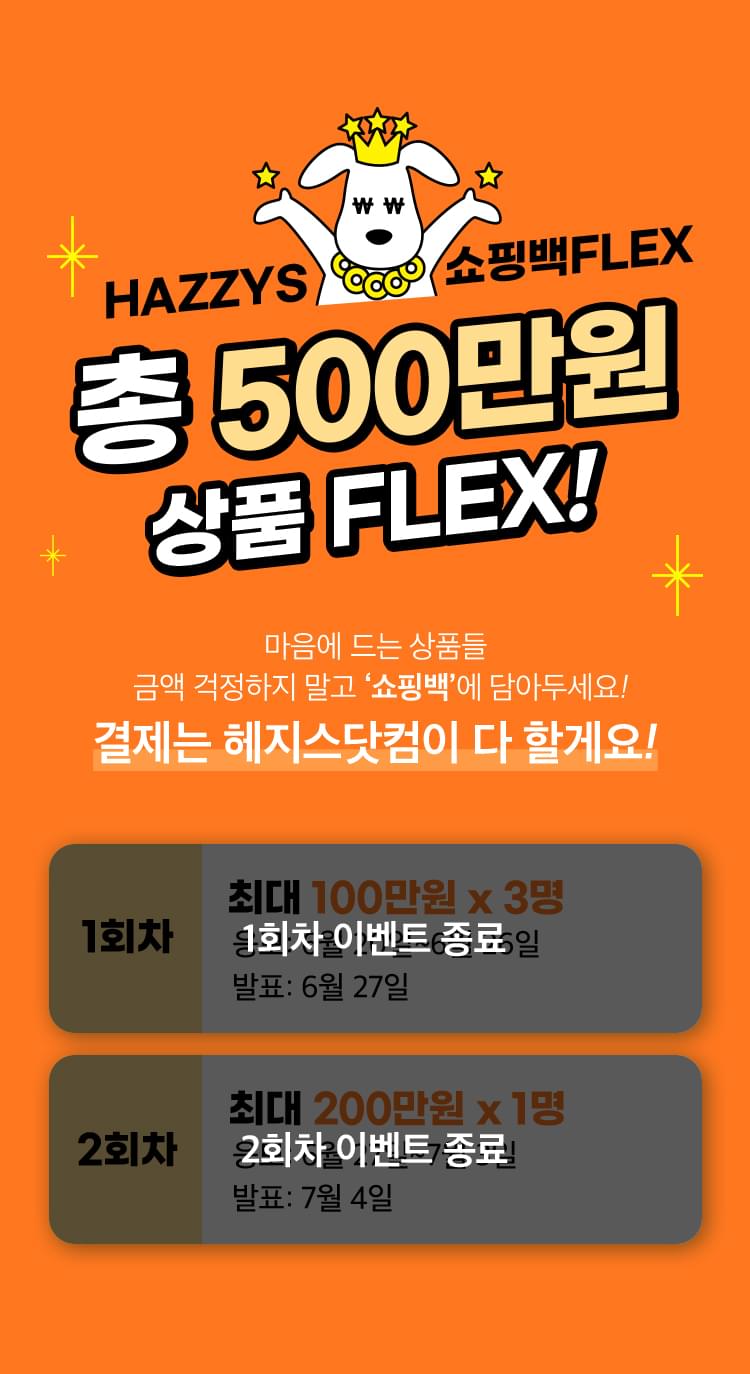 HAZZYS 쇼핑백FLEX
₩ ₩
총 500만원
상품 FLEX!
마음에 드는 상품들
금액 걱정하지 말고 ‘쇼핑백’에 담아두세요!
결제는 헤지스닷컴이 다 할게요!
1회차
최대 100만원 x 3명
1회차 이벤트 종료
발표: 6월 27일
2회차
최대 200만원 x 1명
2회차 이벤트 종료
발표: 7월 4일